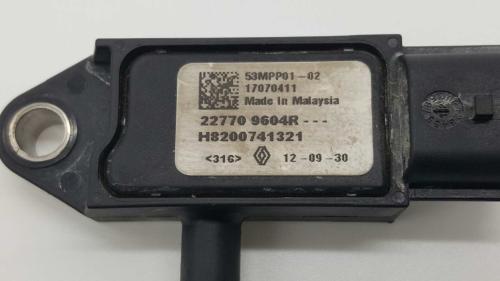 53MPP01-02
17070411
Made in Malaysia
22770 9604R ---
H8200741321
<316> 12-09-30